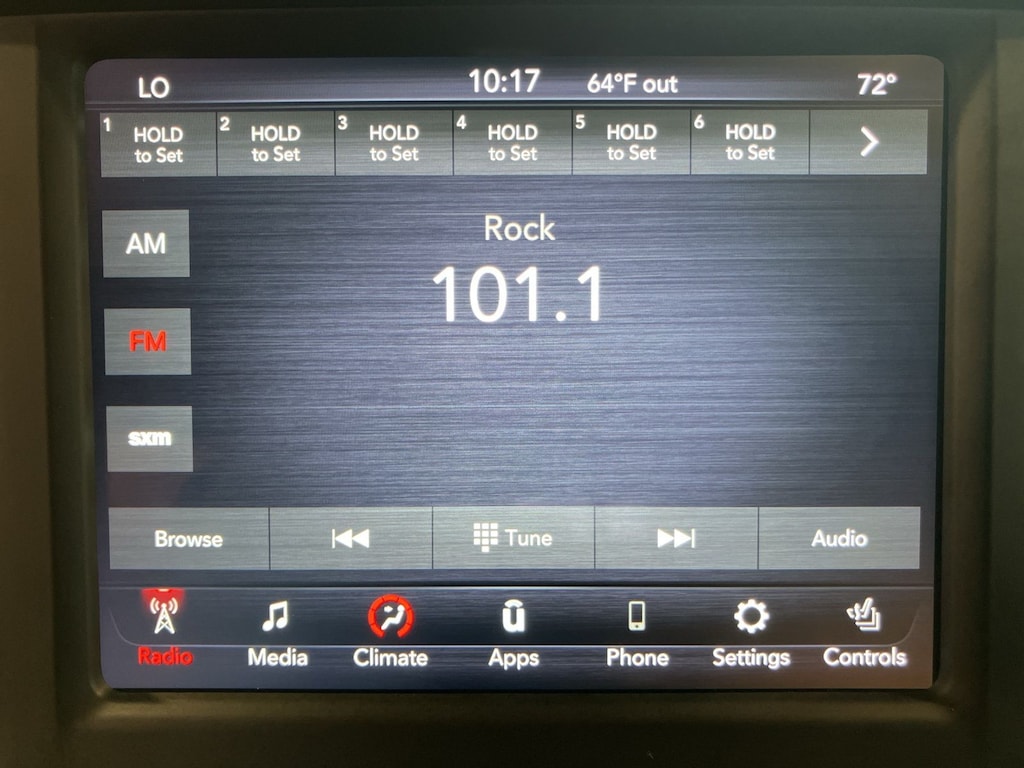 LO 10:17 64°F out 72°
1 HOLD to Set
2 HOLD to Set
3 HOLD to Set
4 HOLD to Set
5 HOLD to Set
6 HOLD to Set
AM
Rock
101.1
FM
sxm
Browse Tune Audio
Radio Media Climate Apps Phone Settings Controls